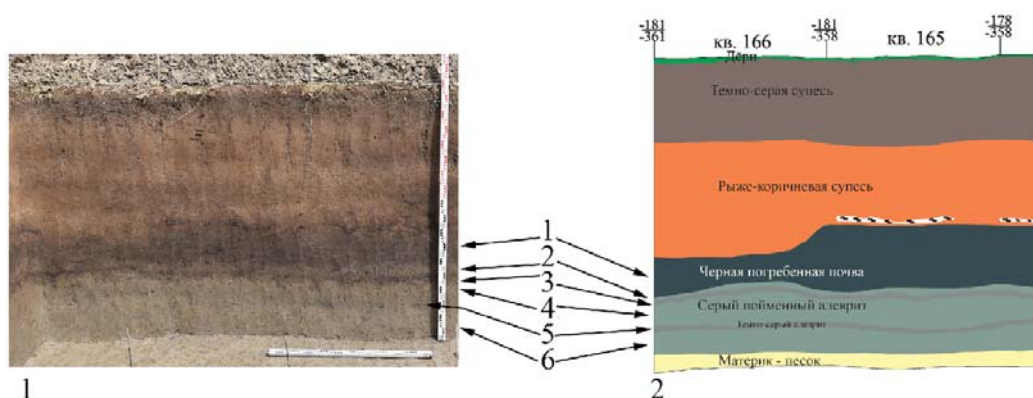 -181
-361
кв. 166
-181
-358
кв. 165
-178
-358
Дерн
Темно-серая супесь
Рыже-коричневая супесь
1
2
3
4
5
6
Черная погребенная почва
Серый пойменный алеврит
Темно-серый алеврит
Материк - песок
1
2